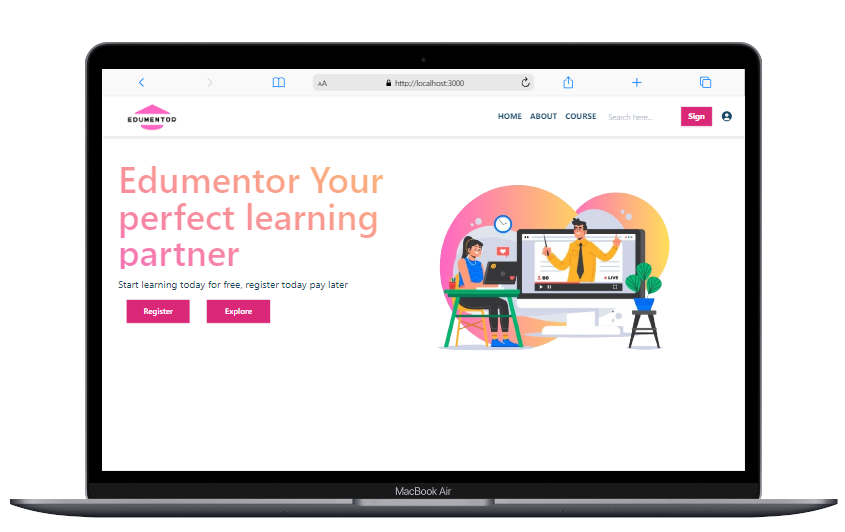 AA
http://localhost:3000
EDUMENTOR
HOME ABOUT COURSE Search here... Sign
Edumentor Your
perfect learning
partner
Start learning today for free, register today pay later
Register Explore
LIVE
MacBook Air